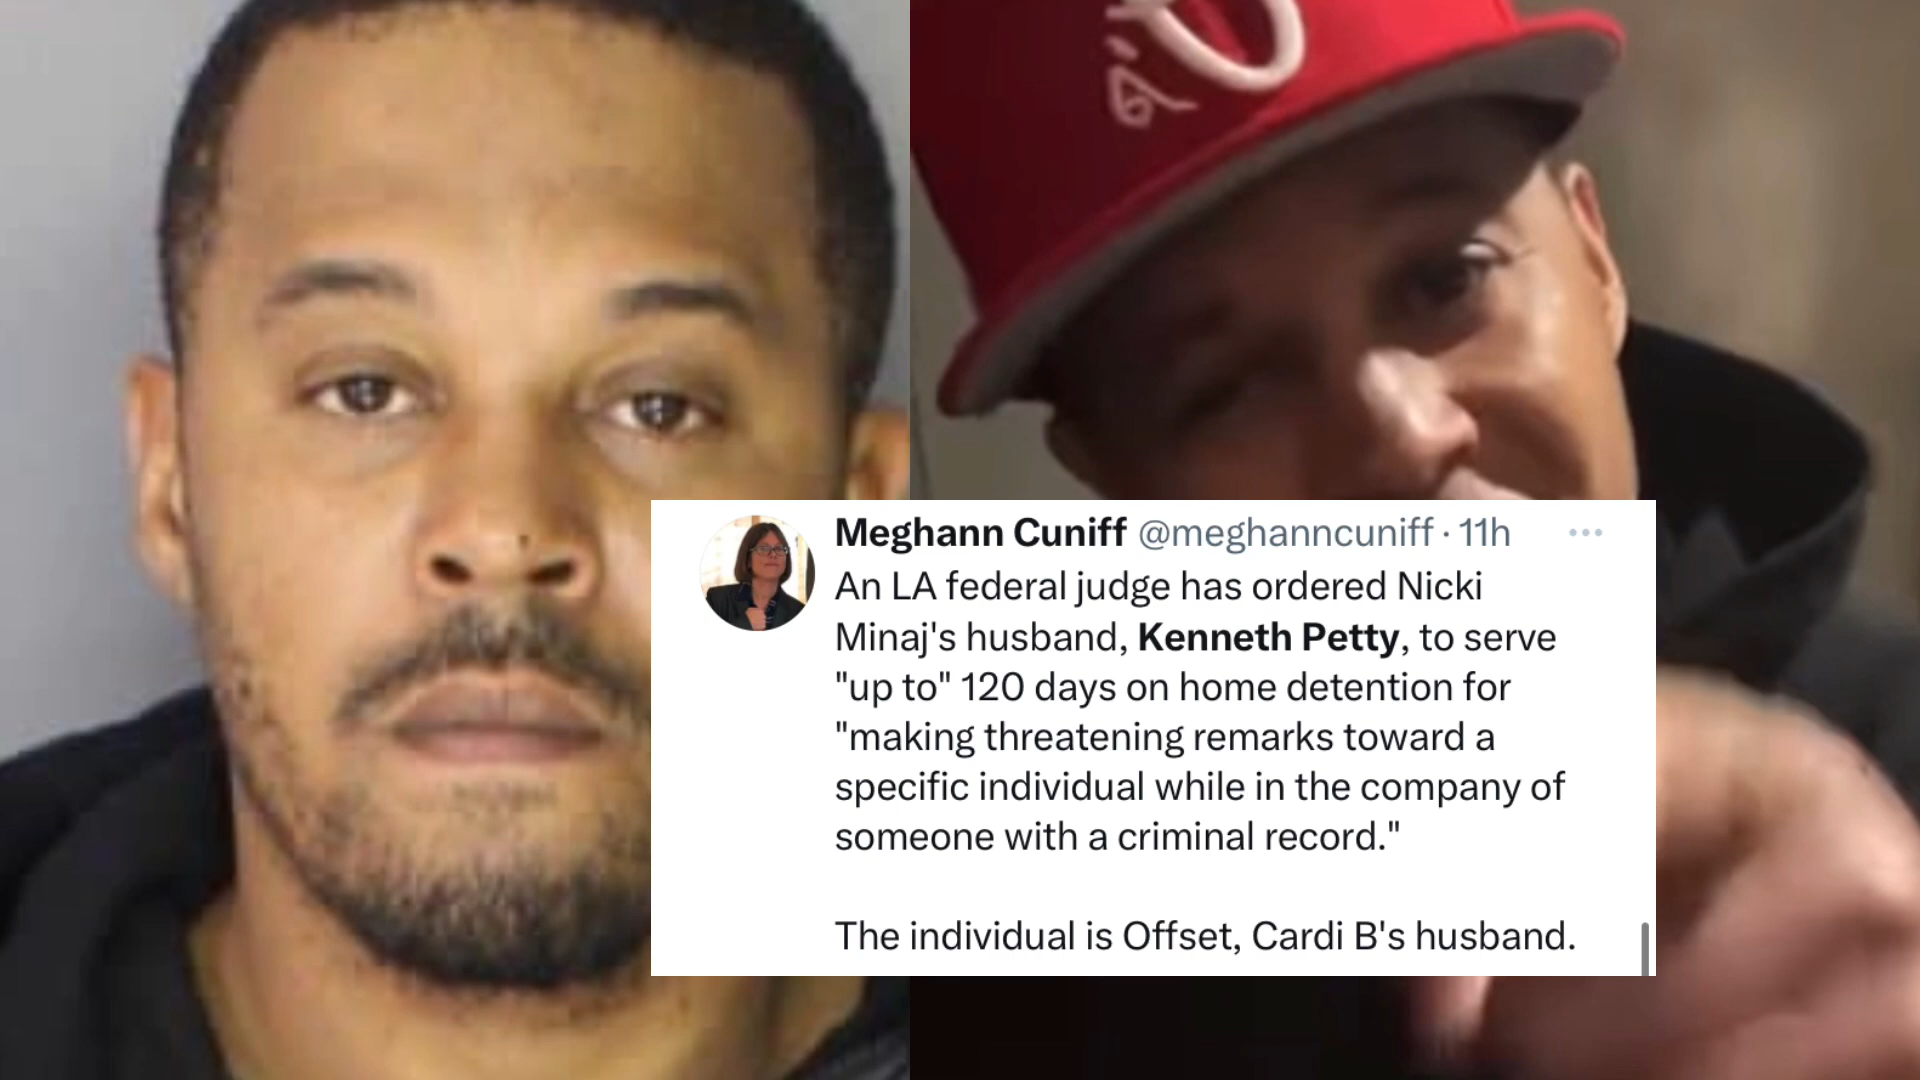 Meghann Cuniff @meghanncuniff · 11h
An LA federal judge has ordered Nicki
Minaj's husband, Kenneth Petty, to serve
"up to" 120 days on home detention for
"making threatening remarks toward a
specific individual while in the company of
someone with a criminal record."
The individual is Offset, Cardi B's husband.